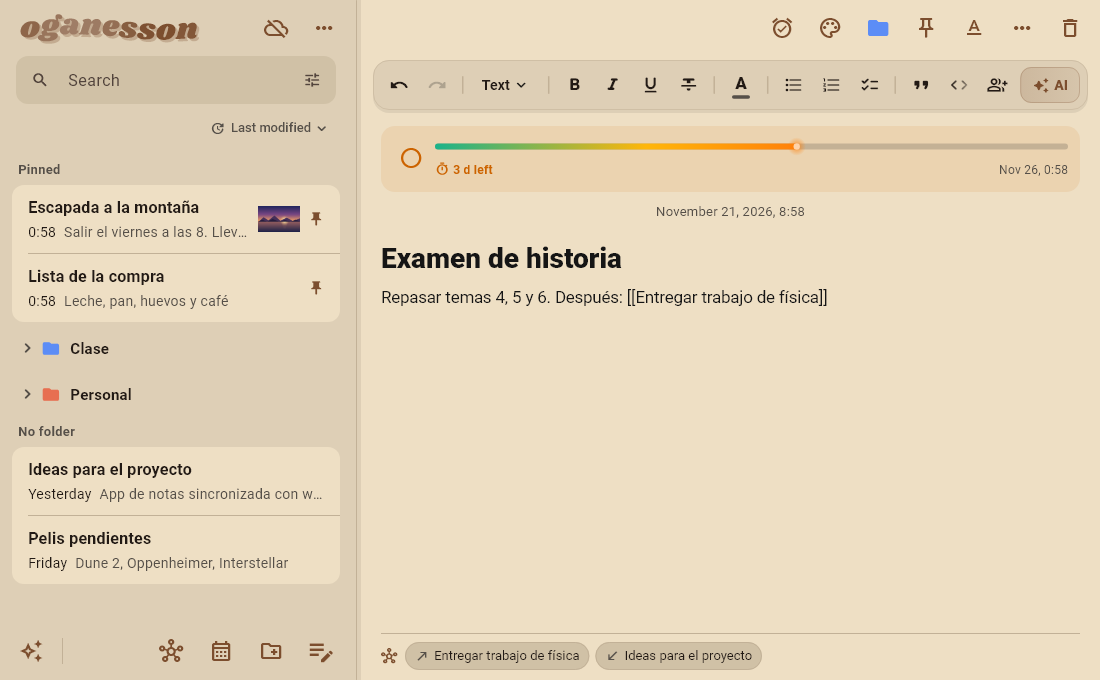 oganesson
Search
Last modified
Pinned
Escapada a la montaña
0:58 Salir el viernes a las 8. Llev...
Lista de la compra
0:58 Leche, pan, huevos y café
Clase
Personal
No folder
Ideas para el proyecto
Yesterday App de notas sincronizada con w...
Pelis pendientes
Friday Dune 2, Oppenheimer, Interstellar
A
Text B I U S A AI
3 d left Nov 26, 0:58
November 21, 2026, 8:58
Examen de historia
Repasar temas 4, 5 y 6. Después: [[Entregar trabajo de física]]
Entregar trabajo de física Ideas para el proyecto